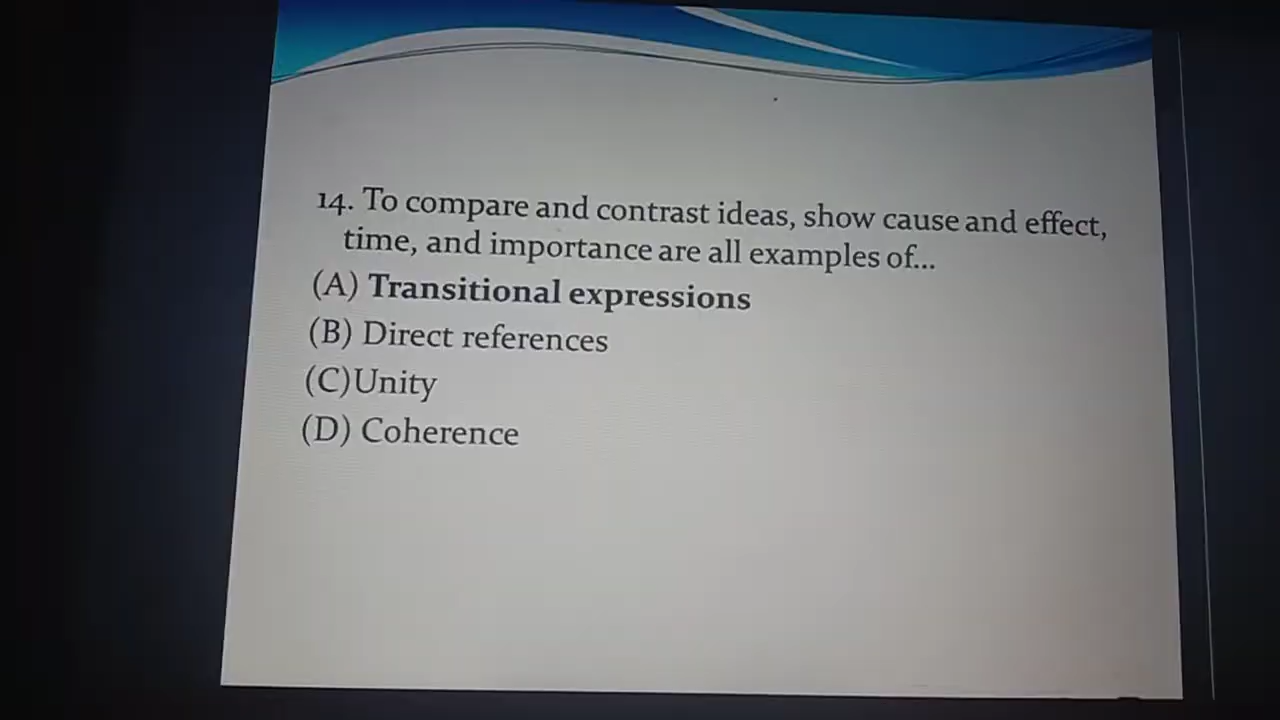 14. To compare and contrast ideas, show cause and effect,
time, and importance are all examples of...
(A) Transitional expressions
(B) Direct references
(C)Unity
(D) Coherence